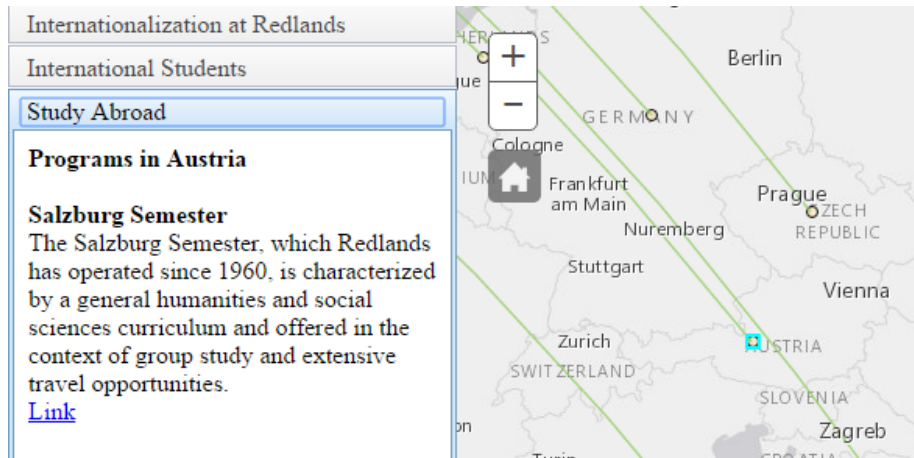 Internationalization at Redlands
International Students
Study Abroad
Programs in Austria
Salzburg Semester
The Salzburg Semester, which Redlands
has operated since 1960, is characterized
by a general humanities and social
sciences curriculum and offered in the
context of group study and extensive
travel opportunities.
Link
+
−
Berlin
GERMANY
Cologne
Frankfurt
am Main
Prague
CZECH
REPUBLIC
Nuremberg
Stuttgart
Vienna
Zurich
AUSTRIA
SWITZERLAND
SLOVENIA
Zagreb